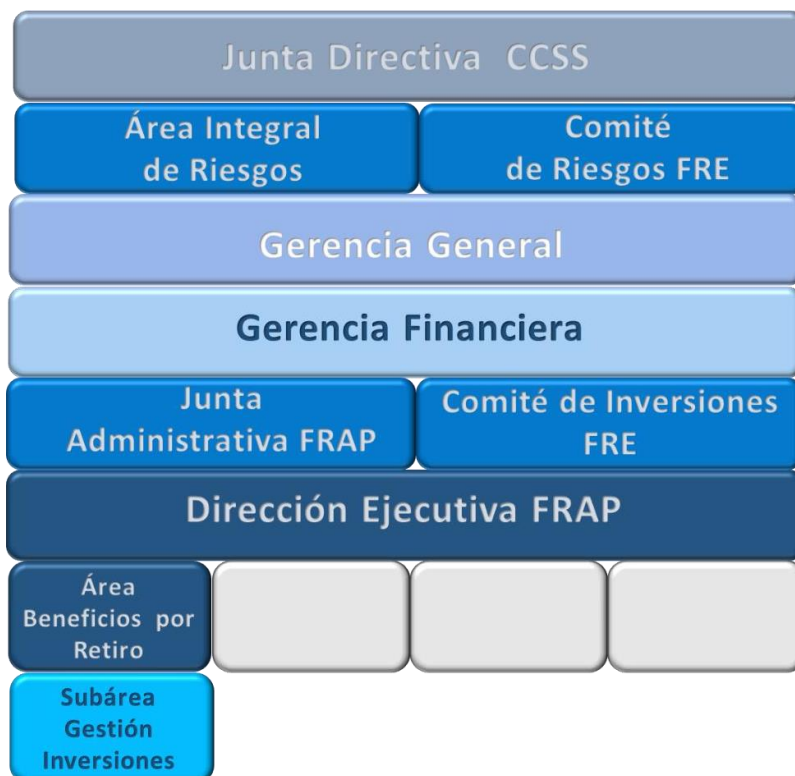 Junta Directiva CCSS
Área Integral
de Riesgos
Comité
de Riesgos FRE
Gerencia General
Gerencia Financiera
Junta
Administrativa FRAP
Comité de Inversiones
FRE
Dirección Ejecutiva FRAP
Área
Beneficios por
Retiro
Subárea
Gestión
Inversiones